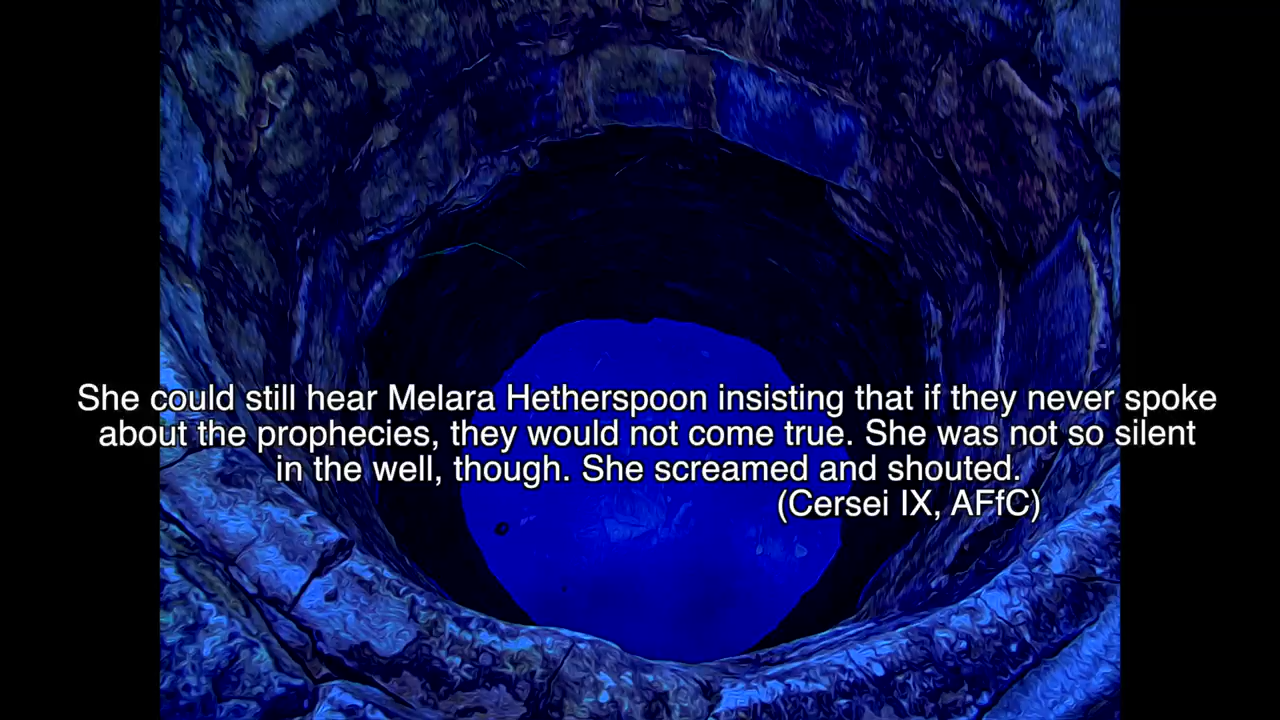 She could still hear Melara Hetherspoon insisting that if they never spoke
about the prophecies, they would not come true. She was not so silent
in the well, though. She screamed and shouted.
(Cersei IX, AFfC)